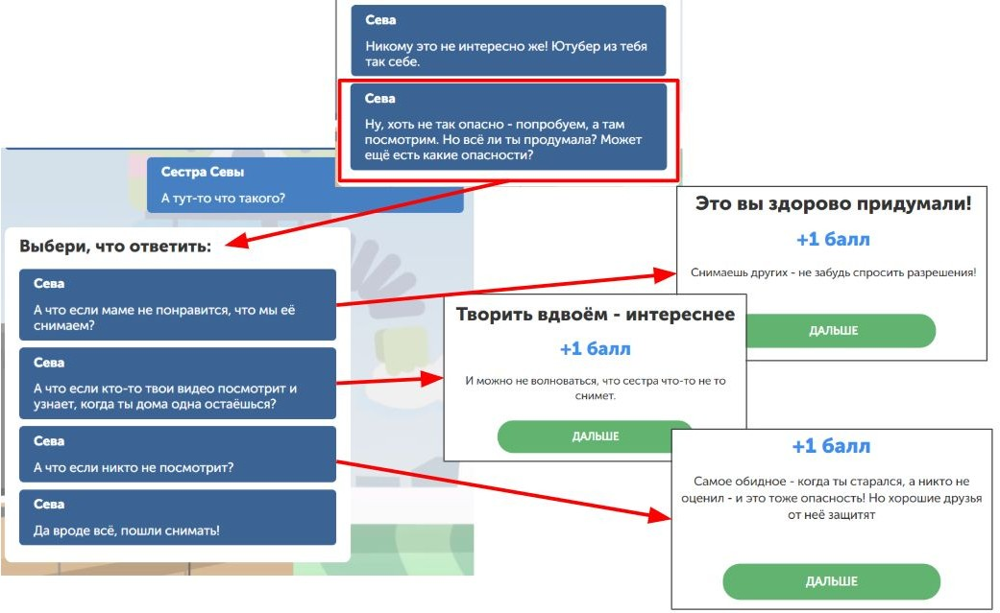 Сева
Никому это не интересно же! Ютубер из тебя
так себе.
Сева
Ну, хоть не так опасно - попробуем, а там
посмотрим. Но всё ли ты продумала? Может
ещё есть какие опасности?
Сестра Севы
А тут-то что такого?
Выбери, что ответить:
Сева
А что если маме не понравится, что мы её
снимаем?
Сева
А что если кто-то твои видео посмотрит и
узнает, когда ты дома одна остаёшься?
Сева
А что если никто не посмотрит?
Сева
Да вроде всё, пошли снимать!
Это вы здорово придумали!
+1 балл
Снимаешь других - не забудь спросить разрешения!
ДАЛЬШЕ
Творить вдвоём - интереснее
+1 балл
И можно не волноваться, что сестра что-то не то
снимет.
ДАЛЬШЕ
+1 балл
Самое обидное - когда ты старался, а никто не
оценил - и это тоже опасность! Но хорошие друзья
от неё защитят
ДАЛЬШЕ